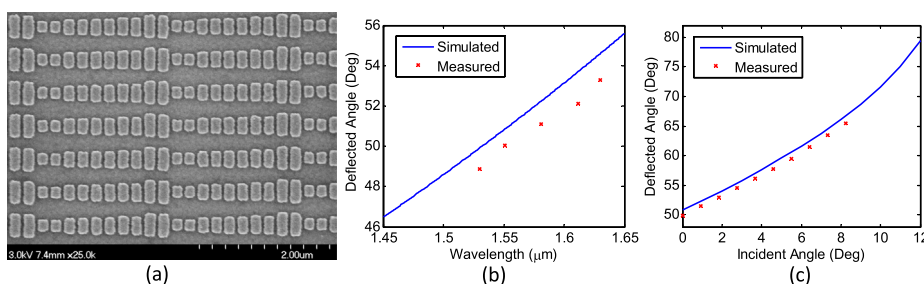 3.0kV 7.4mm x25.0k 2.00um
(a)
56
54
52
50
48
46
Deflected Angle (Deg)
Simulated
Measured
1.45 1.5 1.55 1.6 1.65
Wavelength (μm)
(b)
80
75
70
65
60
55
50
Deflected Angle (Deg)
Simulated
Measured
0 2 4 6 8 10 12
Incident Angle (Deg)
(c)